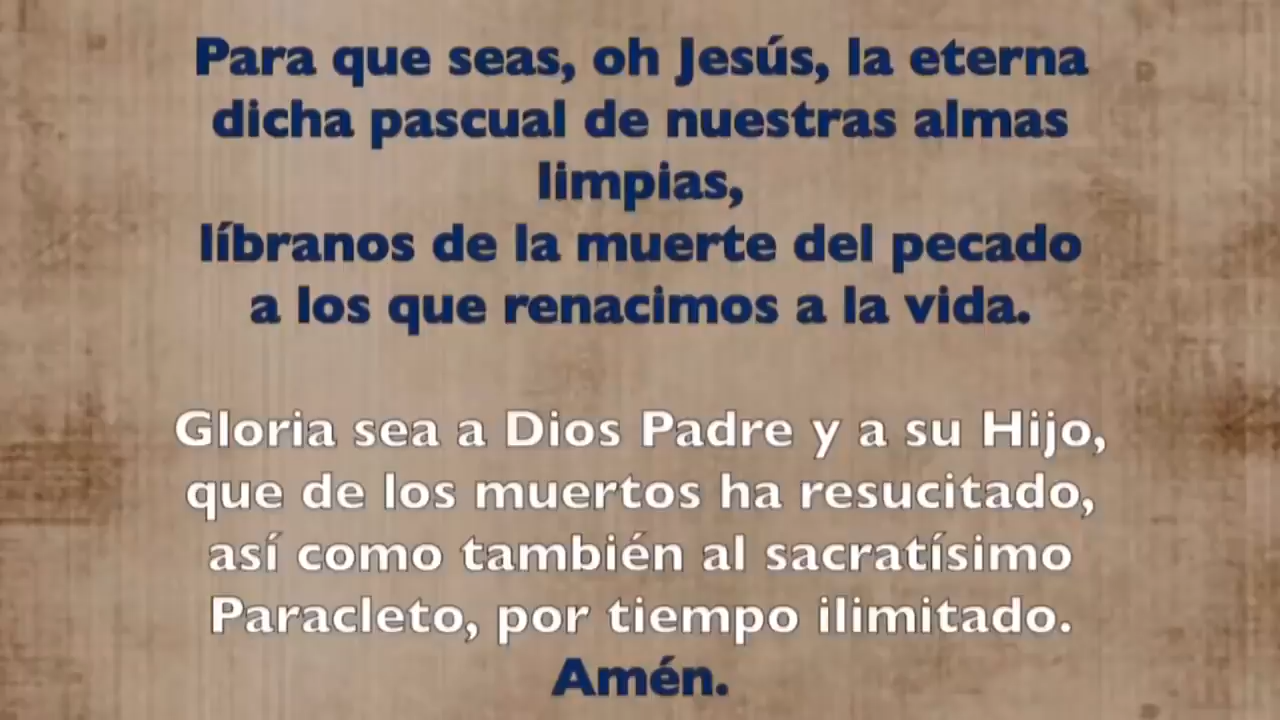 Para que seas, oh Jesús, la eterna
dicha pascual de nuestras almas
limpias,
líbranos de la muerte del pecado
a los que renacimos a la vida.
Gloria sea a Dios Padre y a su Hijo,
que de los muertos ha resucitado,
así como también al sacratísimo
Paracleto, por tiempo ilimitado.
Amén.